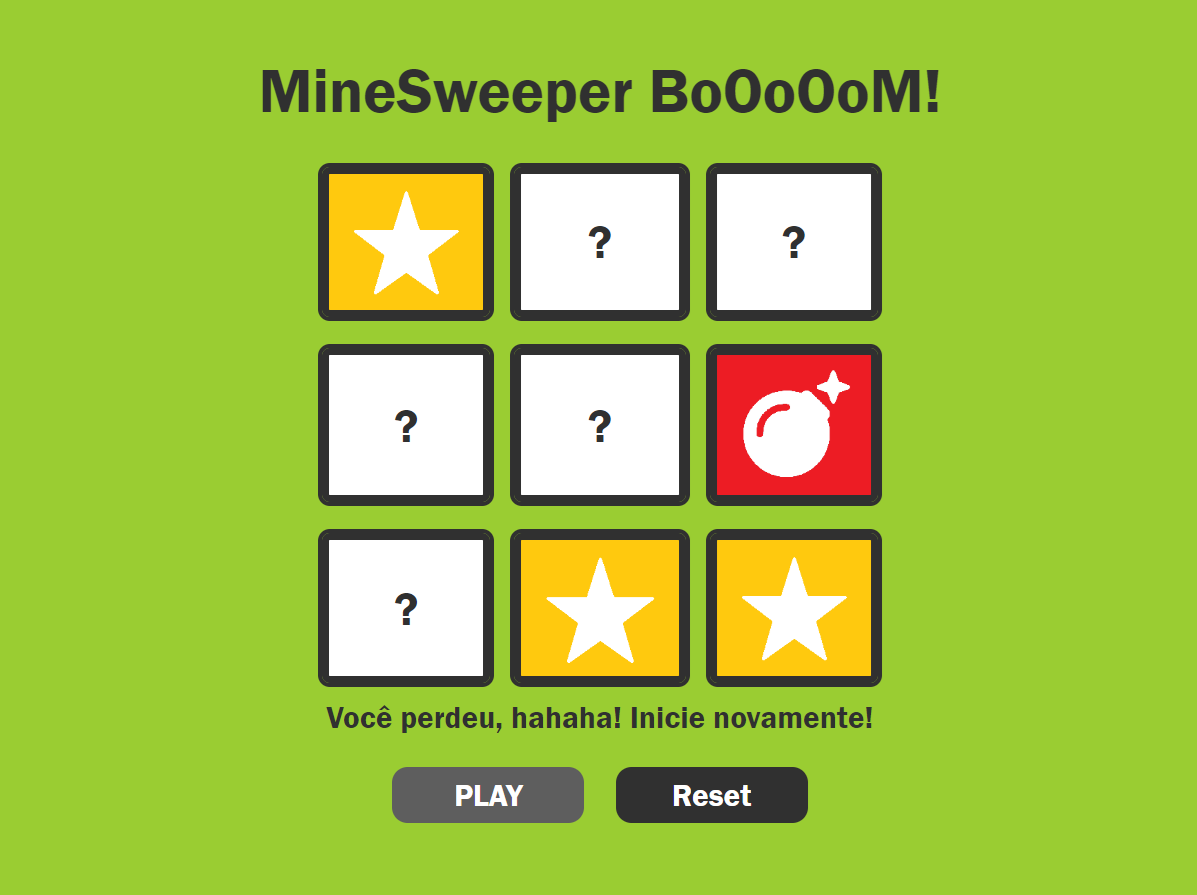 MineSweeper BoOoOoM!
? ?
? ?
?
Você perdeu, hahaha! Inicie novamente!
PLAY Reset